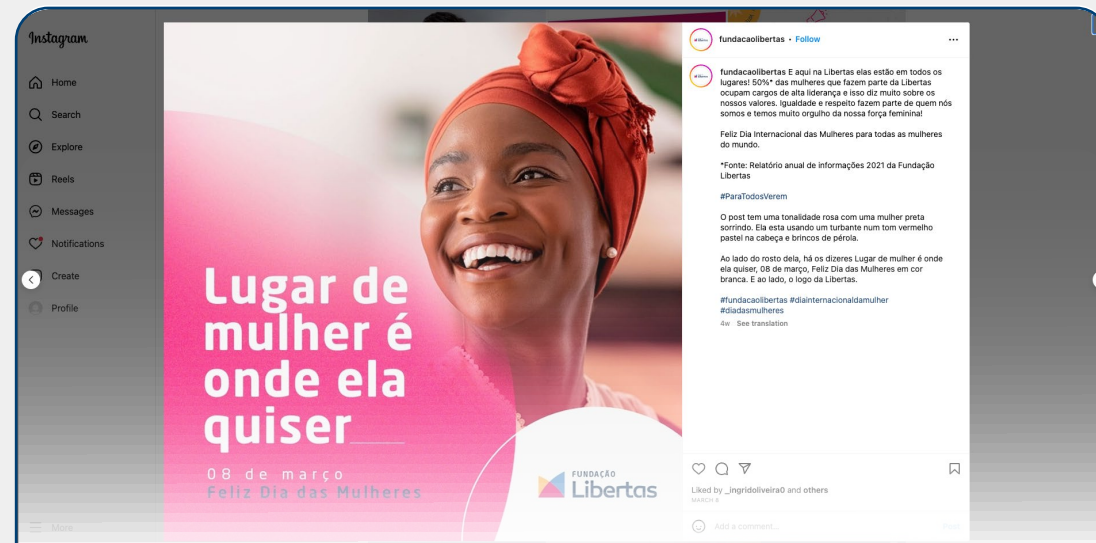 Instagram
Home
Search
Explore
Reels
Messages
Notifications
Create
Profile
More
Lugar de
mulher é
onde ela
quiser
08 de março
Feliz Dia das Mulheres
FUNDAÇÃO
Libertas
fundacaolibertas • Follow
fundacaolibertas E aqui na Libertas elas estão em todos os
lugares! 50%* das mulheres que fazem parte da Libertas
ocupam cargos de alta liderança e isso diz muito sobre os
nossos valores. Igualdade e respeito fazem parte de quem nós
somos e temos muito orgulho da nossa força feminina!
Feliz Dia Internacional das Mulheres para todas as mulheres
do mundo.
*Fonte: Relatório anual de informações 2021 da Fundação
Libertas
#ParaTodosVerem
O post tem uma tonalidade rosa com uma mulher preta
sorrindo. Ela esta usando um turbante num tom vermelho
pastel na cabeça e brincos de pérola.
Ao lado do rosto dela, há os dizeres Lugar de mulher é onde
ela quiser, 08 de março, Feliz Dia das Mulheres em cor
branca. E ao lado, o logo da Libertas.
#fundacaolibertas #diainternacionaldamulher
#diadasmulheres
4w See translation
Liked by _ingridoliveira0 and others
MARCH 8
Add a comment...